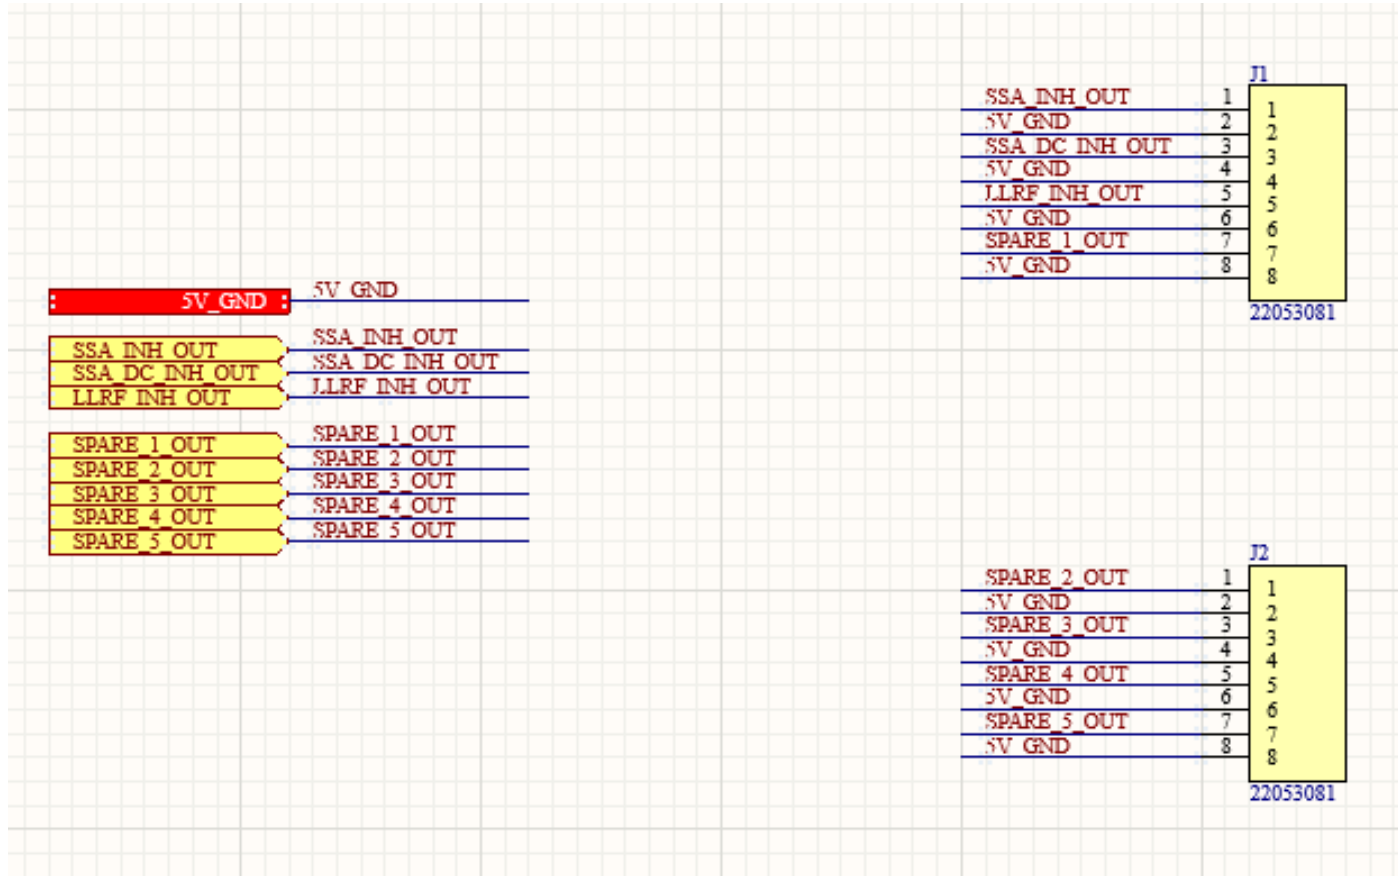 5V_GND 5V_GND
SSA_INH_OUT SSA_INH_OUT
SSA_DC_INH_OUT SSA_DC_INH_OUT
LLRF_INH_OUT LLRF_INH_OUT
SPARE_1_OUT SPARE_1_OUT
SPARE_2_OUT SPARE_2_OUT
SPARE_3_OUT SPARE_3_OUT
SPARE_4_OUT SPARE_4_OUT
SPARE_5_OUT SPARE_5_OUT
J1
SSA_INH_OUT 1 1
5V_GND 2 2
SSA_DC_INH_OUT 3 3
5V_GND 4 4
LLRF_INH_OUT 5 5
5V_GND 6 6
SPARE_1_OUT 7 7
5V_GND 8 8
22053081
J2
SPARE_2_OUT 1 1
5V_GND 2 2
SPARE_3_OUT 3 3
5V_GND 4 4
SPARE_4_OUT 5 5
5V_GND 6 6
SPARE_5_OUT 7 7
5V_GND 8 8
22053081